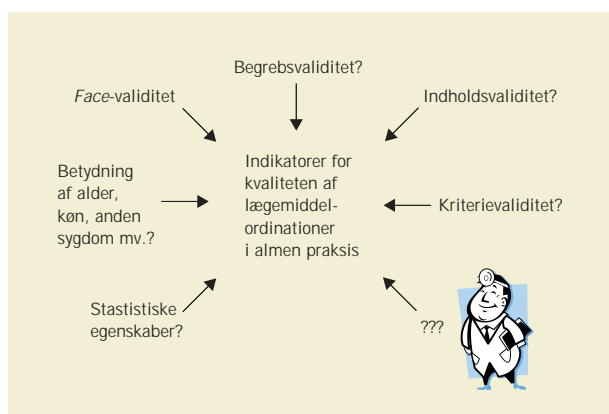 Begrebsvaliditet?
Face-validitet
Indholdsvaliditet?
Betydning
af alder,
køn, anden
sygdom mv.?
Indikatorer for
kvaliteten af
lægemiddel-
ordinationer
i almen praksis
Kriterievaliditet?
Stastistiske
egenskaber?
???